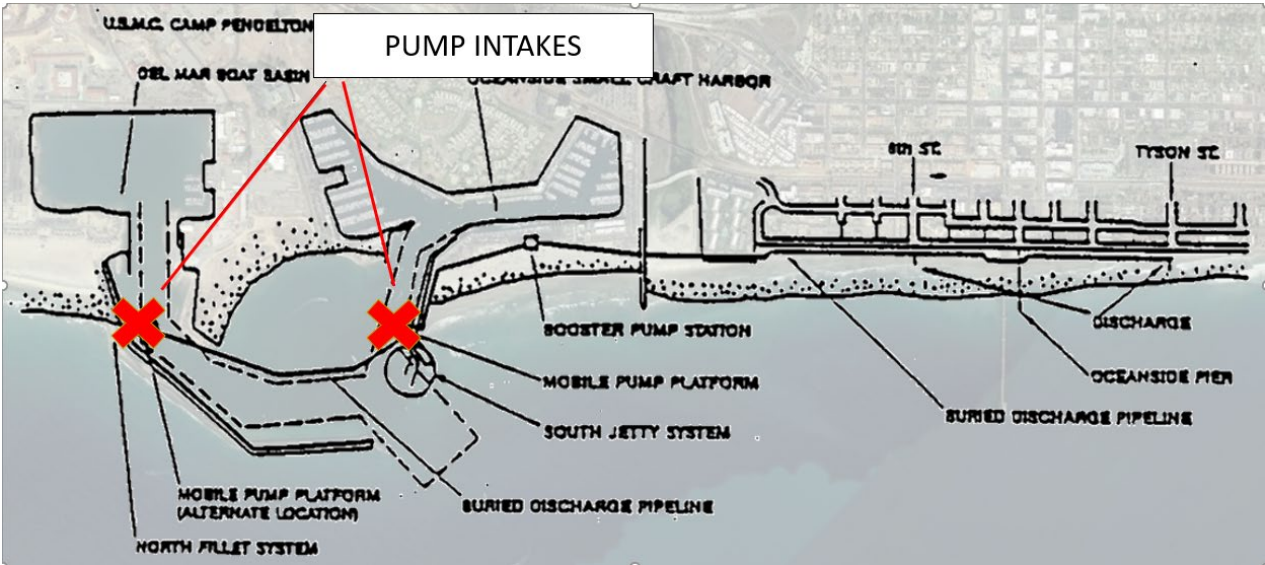 U.S.M.C. CAMP PENDELTON
PUMP INTAKES
DEL MAR BOAT BASIN
OCEANSIDE SMALL CRAFT HARBOR
8th ST.
TYSON ST.
BOOSTER PUMP STATION
DISCHARGE
MOBILE PUMP PLATFORM
OCEANSIDE PIER
BURIED DISCHARGE PIPELINE
SOUTH JETTY SYSTEM
MOBILE PUMP PLATFORM
(ALTERNATE LOCATION)
BURIED DISCHARGE PIPELINE
NORTH FILLET SYSTEM